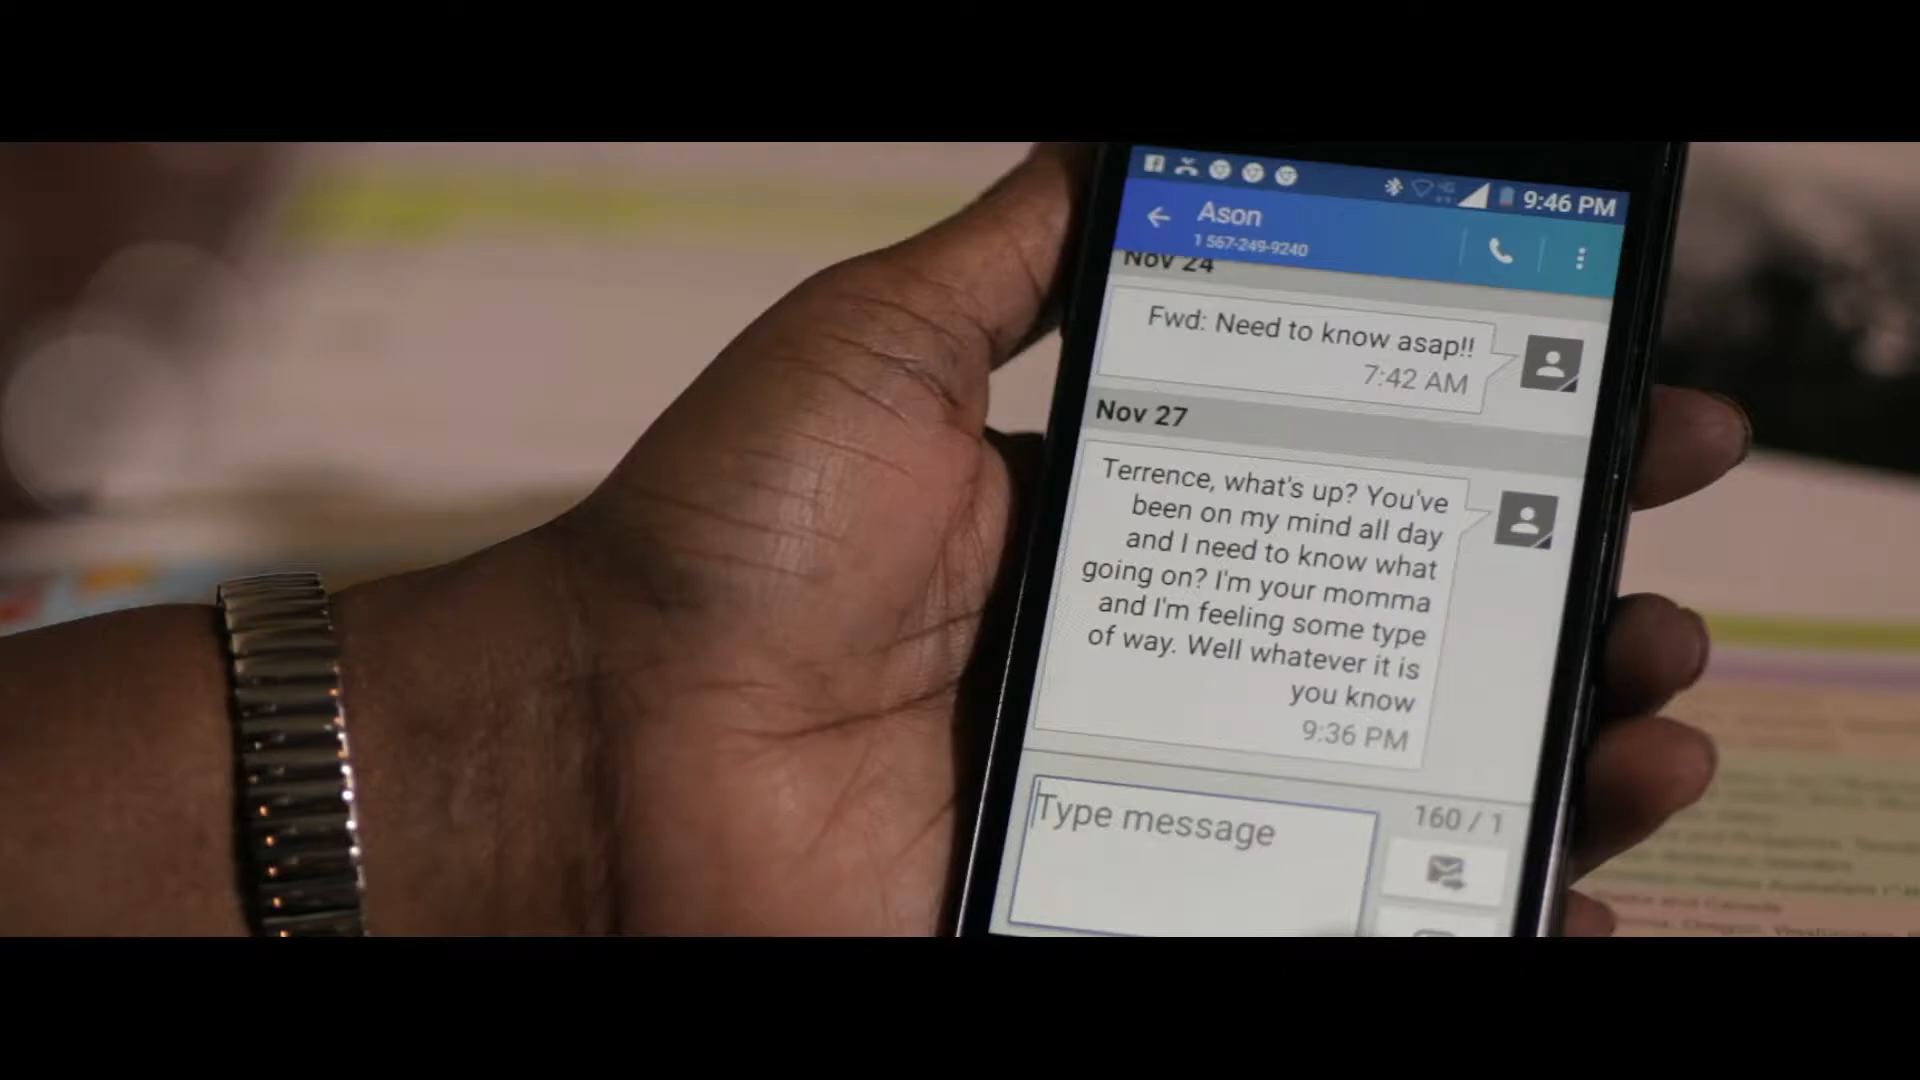 9:46 PM
Ason
1 567-249-9240
Nov 24
Fwd: Need to know asap!!
7:42 AM
Nov 27
Terrence, what's up? You've
been on my mind all day
and I need to know what
going on? I'm your momma
and I'm feeling some type
of way. Well whatever it is
you know
9:36 PM
Type message
160 / 1